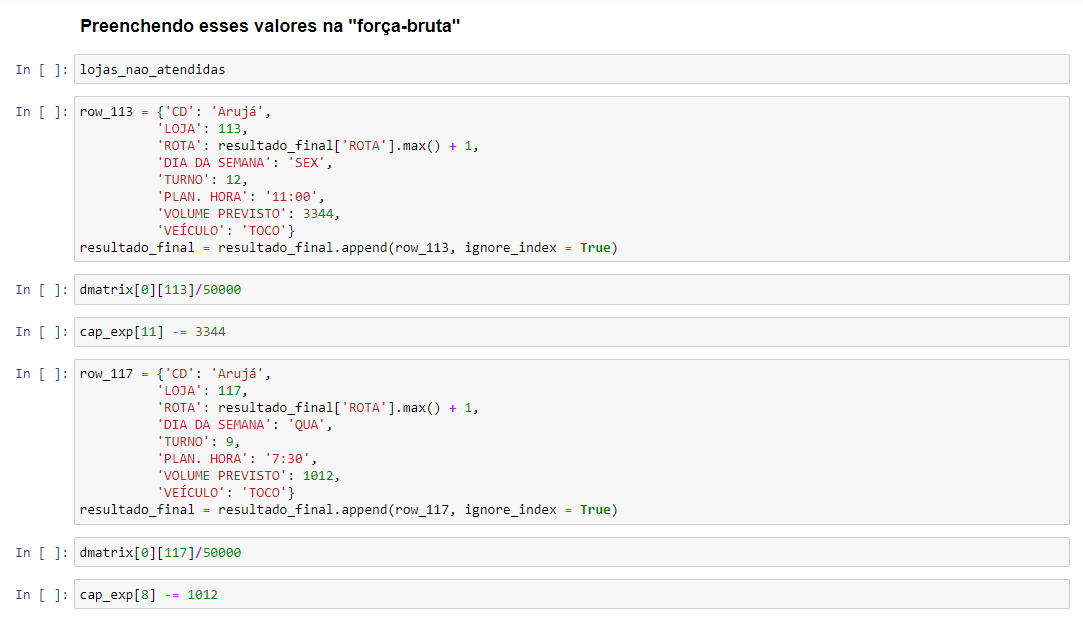 Preenchendo esses valores na "força-bruta"
In [ ]: lojas_nao_atendidas
In [ ]: row_113 = {'CD': 'Arujá',
'LOJA': 113,
'ROTA': resultado_final['ROTA'].max() + 1,
'DIA DA SEMANA': 'SEX',
'TURNO': 12,
'PLAN. HORA': '11:00',
'VOLUME PREVISTO': 3344,
'VEÍCULO': 'TOCO'}
resultado_final = resultado_final.append(row_113, ignore_index = True)
In [ ]: dmatrix[0][113]/50000
In [ ]: cap_exp[11] -= 3344
In [ ]: row_117 = {'CD': 'Arujá',
'LOJA': 117,
'ROTA': resultado_final['ROTA'].max() + 1,
'DIA DA SEMANA': 'QUA',
'TURNO': 9,
'PLAN. HORA': '7:30',
'VOLUME PREVISTO': 1012,
'VEÍCULO': 'TOCO'}
resultado_final = resultado_final.append(row_117, ignore_index = True)
In [ ]: dmatrix[0][117]/50000
In [ ]: cap_exp[8] -= 1012